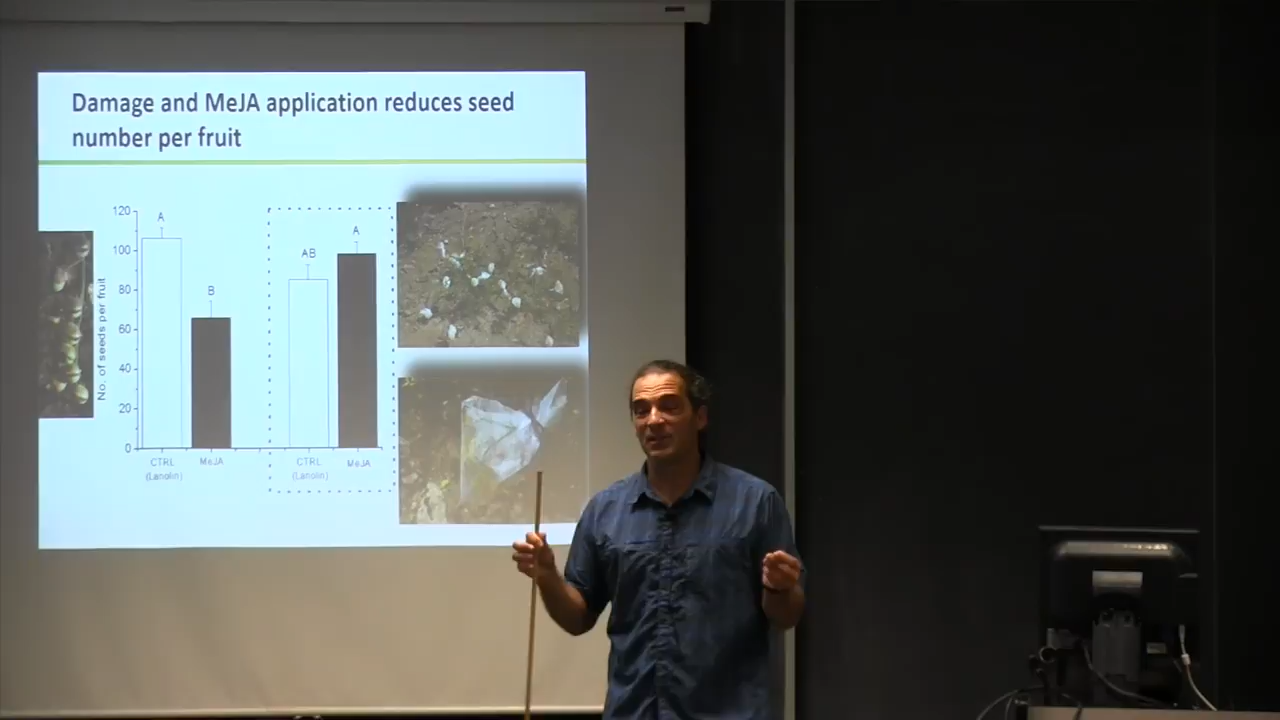 Damage and MeJA application reduces seed
number per fruit
No. of seeds per fruit
120
100
80
60
40
20
0
A
B
AB
A
CTRL
(Lanolin)
MeJA
CTRL
(Lanolin)
MeJA